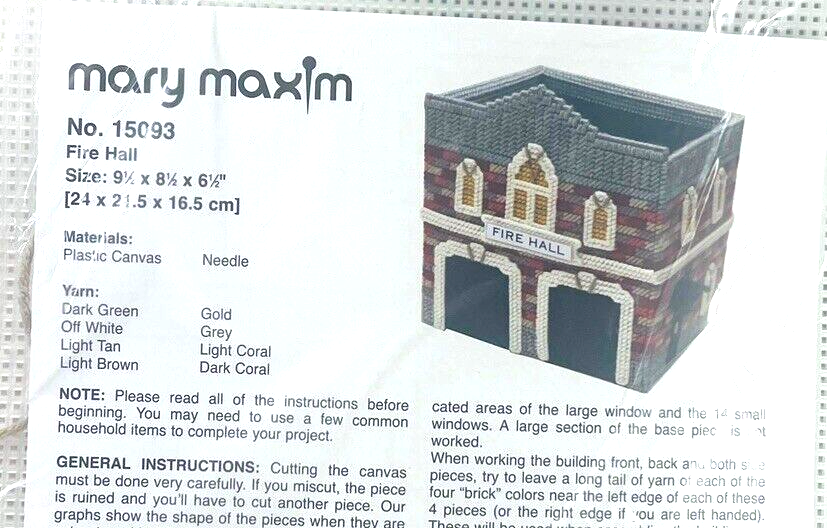 mary maxim
No. 15093
Fire Hall
Size: 9½ x 8½ x 6½"
[24 x 21.5 x 16.5 cm]
Materials:
Plastic Canvas Needle
Yarn:
Dark Green Gold
Off White Grey
Light Tan Light Coral
Light Brown Dark Coral
FIRE HALL
NOTE: Please read all of the instructions before
beginning. You may need to use a few common
household items to complete your project.
GENERAL INSTRUCTIONS: Cutting the canvas
must be done very carefully. If you miscut, the piece
is ruined and you'll have to cut another piece. Our
graphs show the shape of the pieces when they are
cated areas of the large window and the 14 small
windows. A large section of the base piece is not
worked.
When working the building front, back and both side
pieces, try to leave a long tail of yarn of each of the
four “brick” colors near the left edge of each of these
4 pieces (or the right edge if you are left handed).
These will be used when